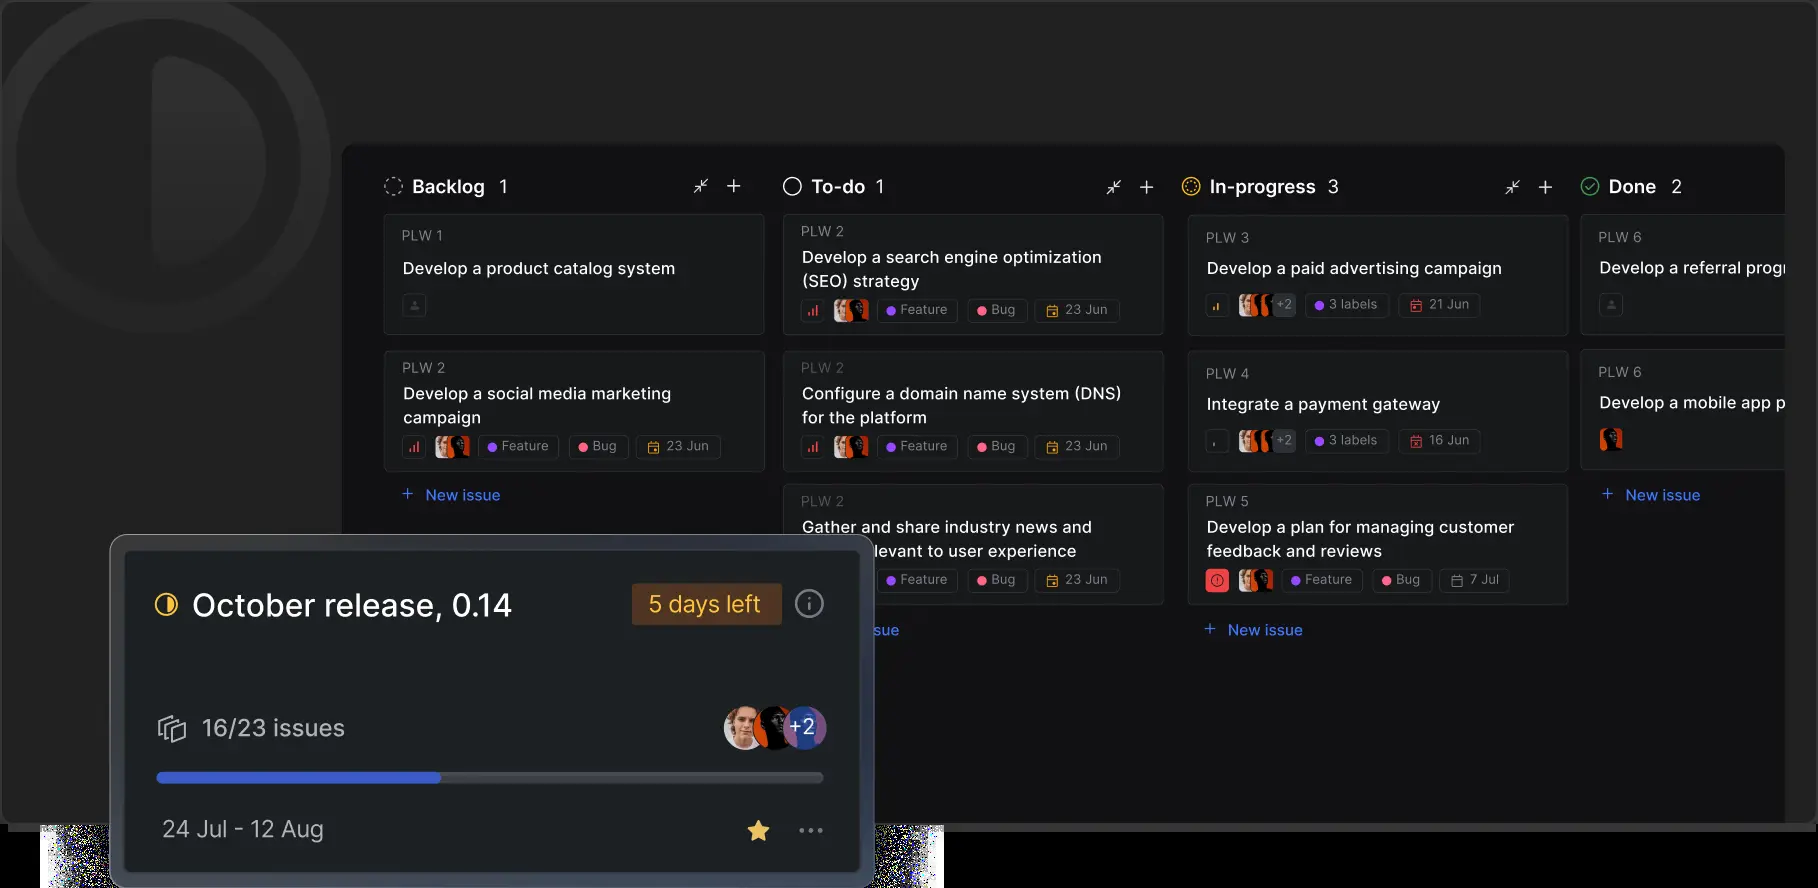 Backlog 1
PLW 1
Develop a product catalog system
PLW 2
Develop a social media marketing
campaign
Feature
Bug
23 Jun
+ New issue
To-do 1
PLW 2
Develop a search engine optimization
(SEO) strategy
Feature
Bug
23 Jun
PLW 2
Configure a domain name system (DNS)
for the platform
Feature
Bug
23 Jun
PLW 2
Gather and share industry news and
levant to user experience
Feature
Bug
23 Jun
sue
In-progress 3
PLW 3
Develop a paid advertising campaign
+2
3 labels
21 Jun
PLW 4
Integrate a payment gateway
+2
3 labels
16 Jun
PLW 5
Develop a plan for managing customer
feedback and reviews
Feature
Bug
7 Jul
+ New issue
Done 2
PLW 6
Develop a referral progr
PLW 6
Develop a mobile app p
+ New issue
October release, 0.14
5 days left
16/23 issues
+2
24 Jul - 12 Aug